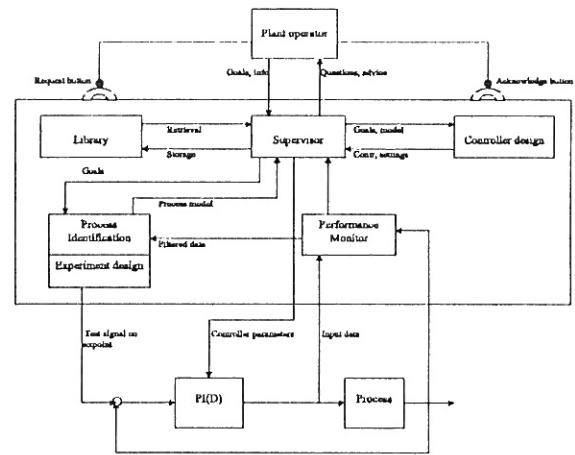 Plant operator
Request button
Goals, info
Questions, advice
Acknowledge button
Library
Retrieval
Storage
Supervisor
Goals, model
Contr, settings
Controller design
Goals
Process model
Process
Identification
Experiment design
Filtered data
Performance
Monitor
Test signal on
setpoint
Controller parameters
Input data
PI(D)
Process